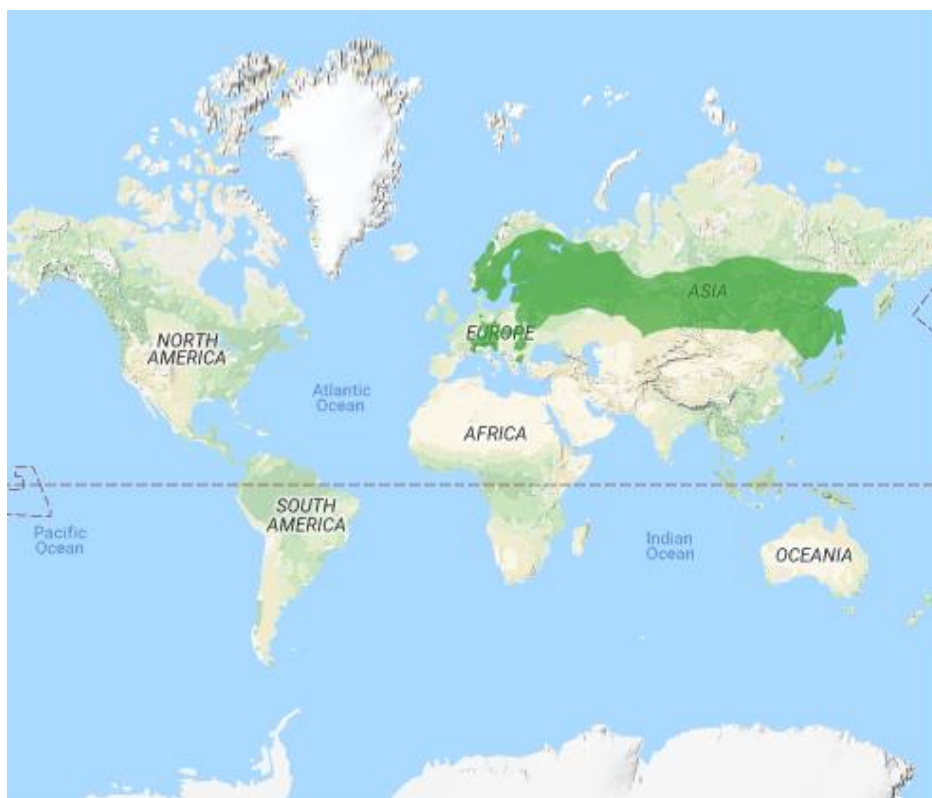 ASIA
EUROPE
NORTH
AMERICA
Atlantic
Ocean
AFRICA
SOUTH
AMERICA
Pacific
Ocean
Indian
Ocean
OCEANIA